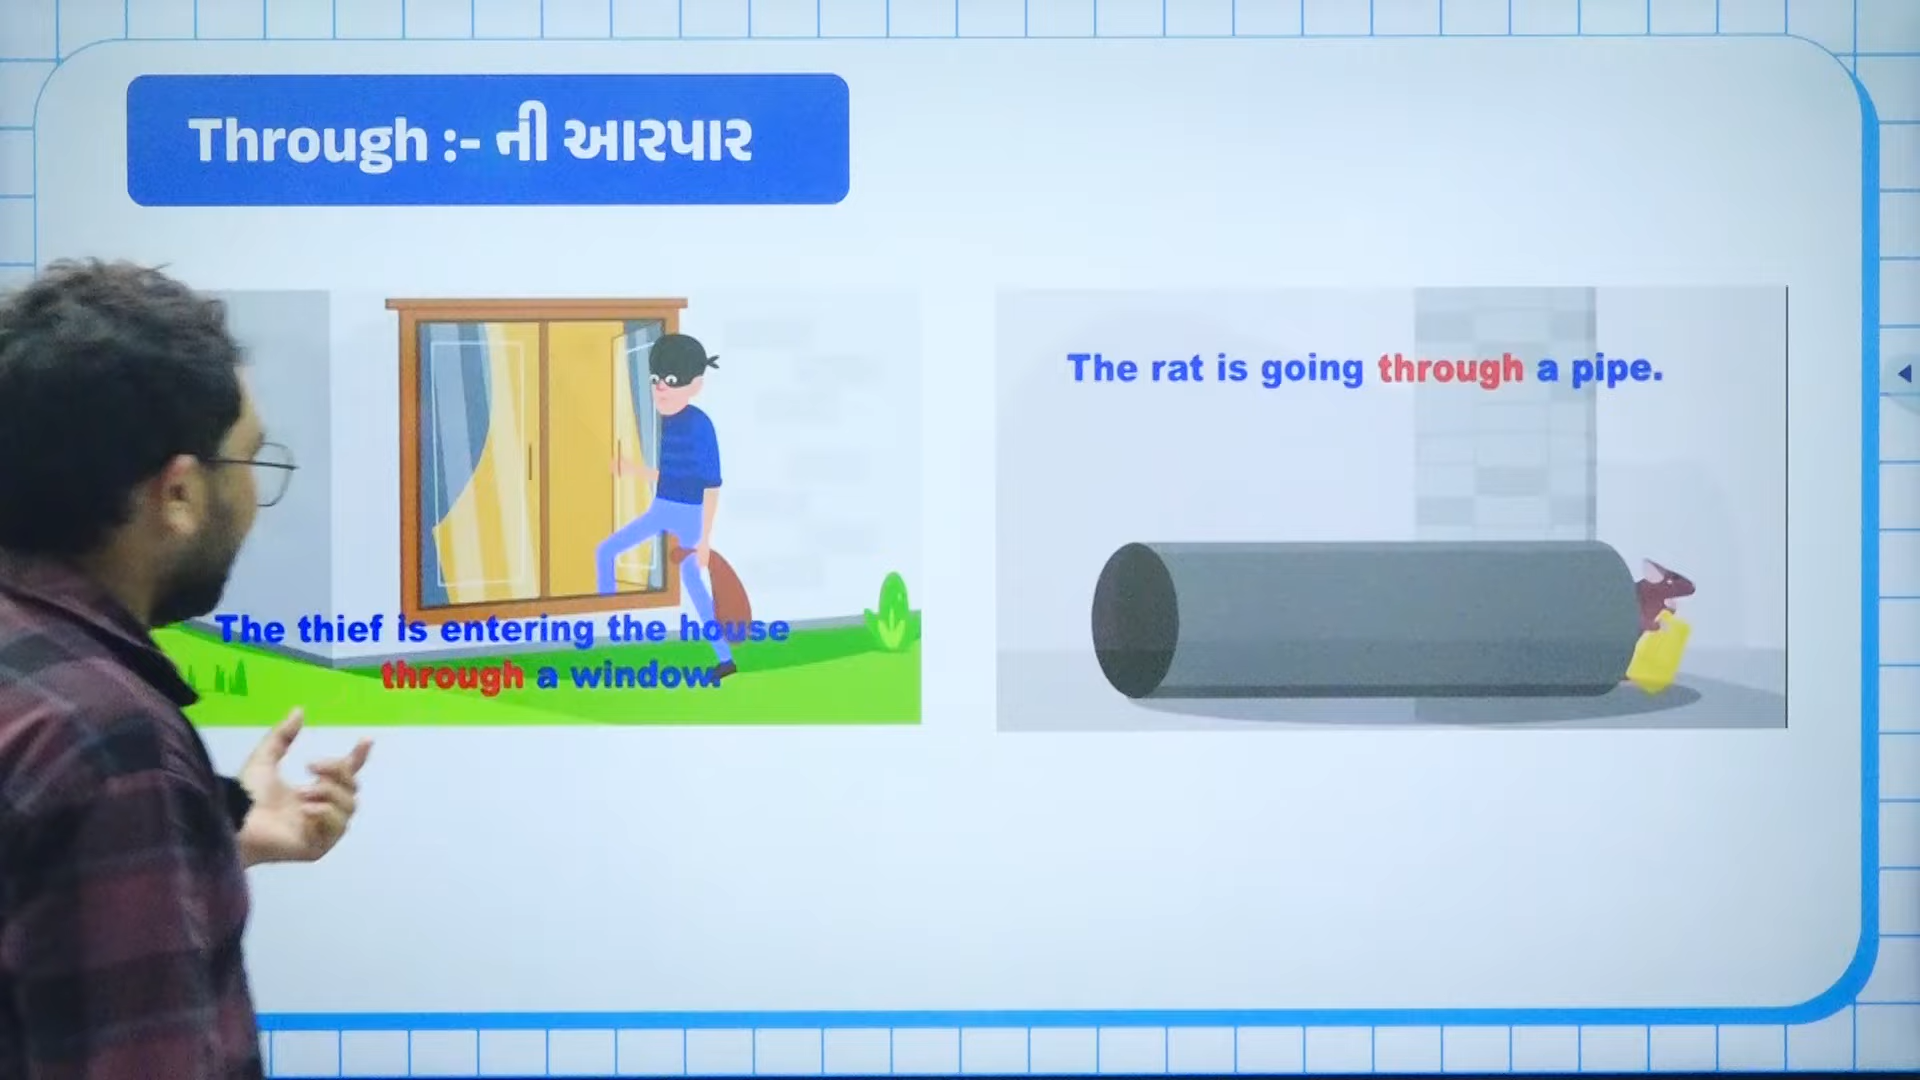 Through :- ની આરપાર
The thief is entering the house
through a window.
The rat is going through a pipe.